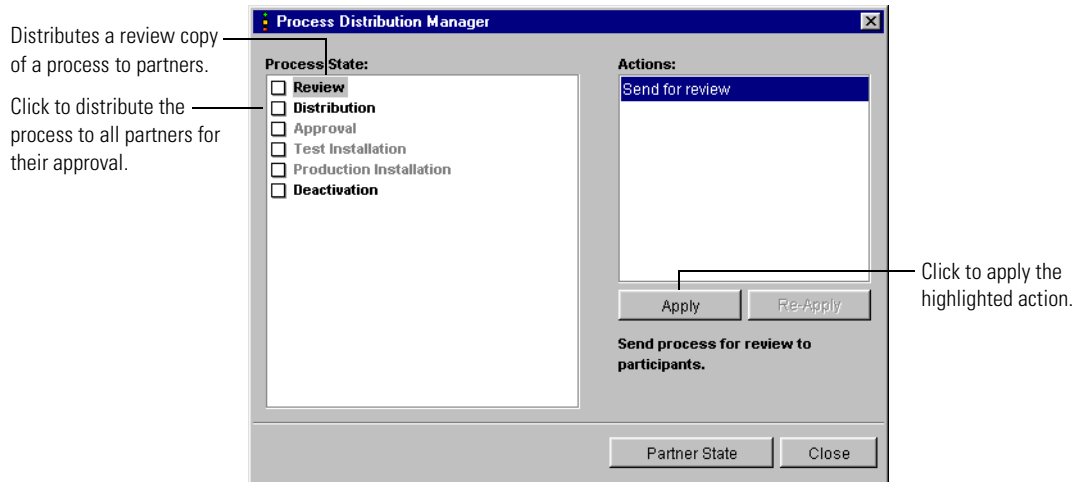 Process Distribution Manager
Distributes a review copy
of a process to partners.
Click to distribute the
process to all partners for
their approval.
Process State:
Review
Distribution
Approval
Test Installation
Production Installation
Deactivation
Actions:
Send for review
Apply
Re-Apply
Click to apply the
highlighted action.
Send process for review to
participants.
Partner State
Close